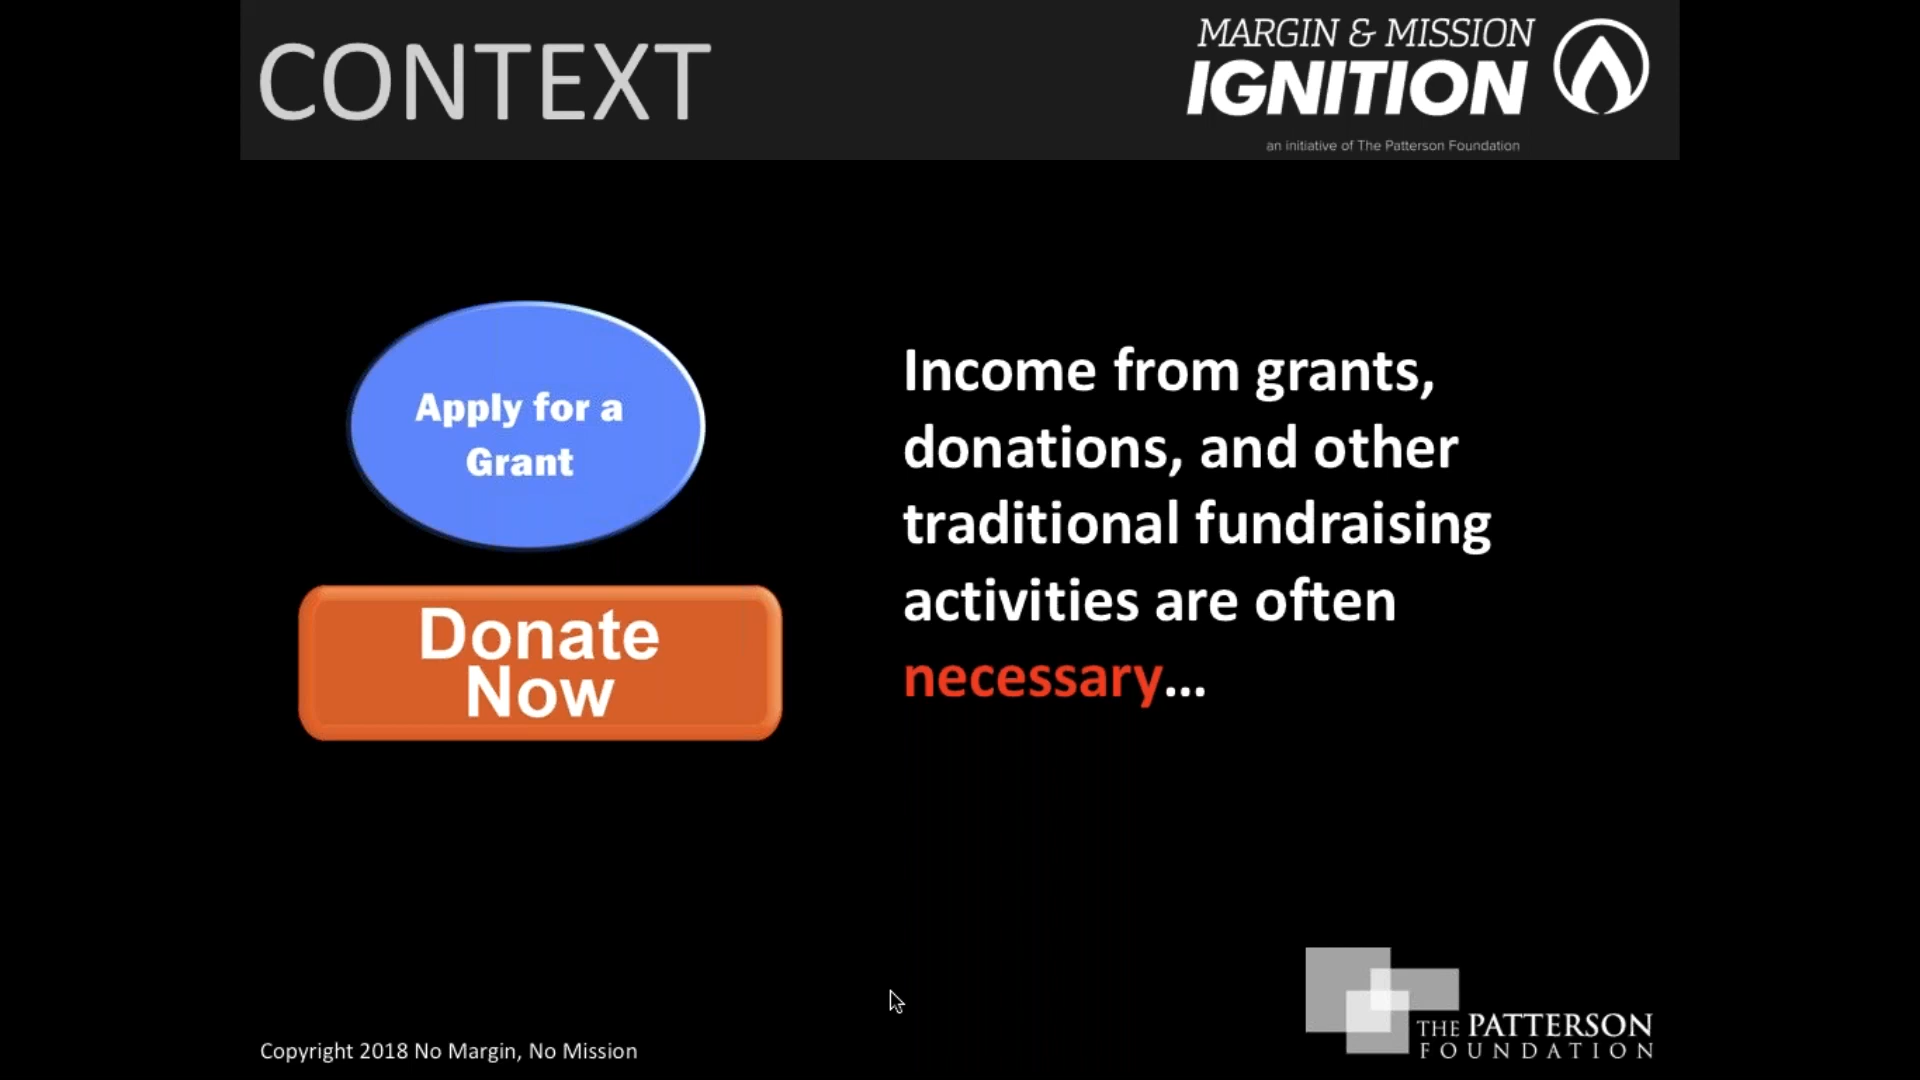 CONTEXT
MARGIN & MISSION
IGNITION
an initiative of The Patterson Foundation
Apply for a
Grant
Donate
Now
Income from grants,
donations, and other
traditional fundraising
activities are often
necessary...
Copyright 2018 No Margin, No Mission
THE PATTERSON
FOUNDATION